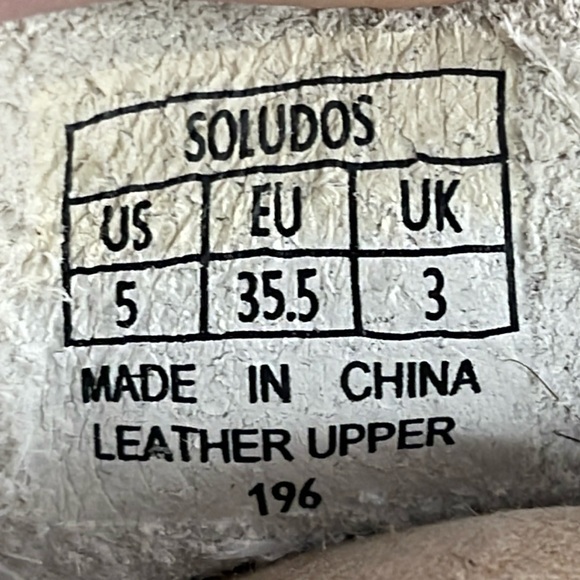 SOLUDOS
US EU UK
5 35.5 3
MADE IN CHINA
LEATHER UPPER
196